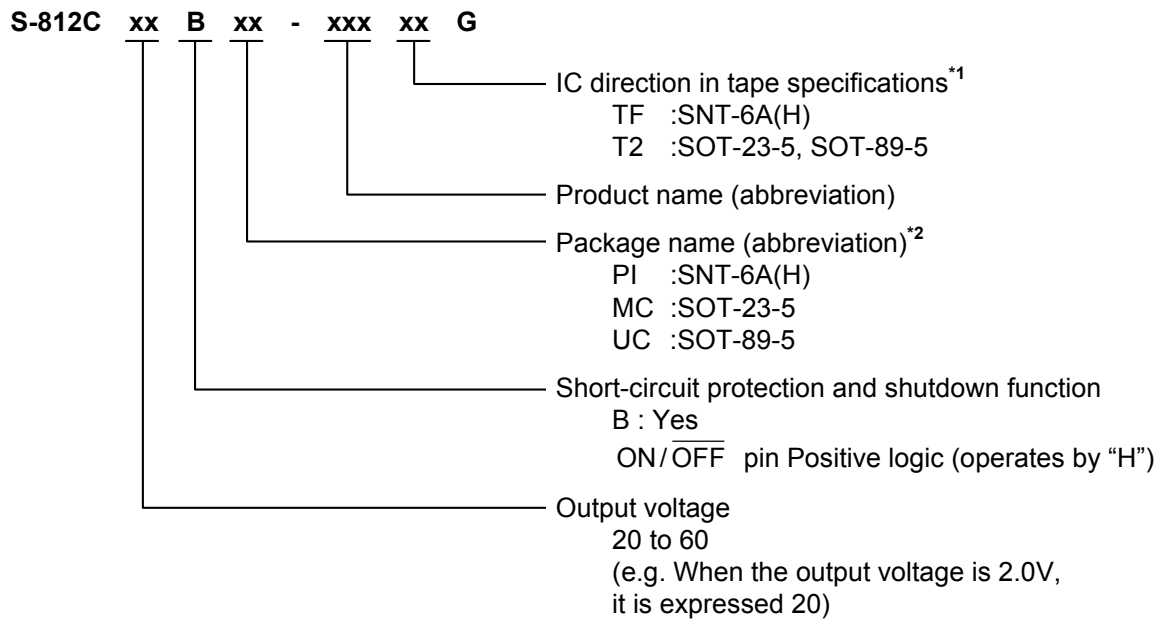 S-812C xx B xx - xxx xx G
IC direction in tape specifications*1
TF :SNT-6A(H)
T2 :SOT-23-5, SOT-89-5
Product name (abbreviation)
Package name (abbreviation)*2
PI :SNT-6A(H)
MC :SOT-23-5
UC :SOT-89-5
Short-circuit protection and shutdown function
B : Yes
ON/OFF pin Positive logic (operates by “H”)
Output voltage
20 to 60
(e.g. When the output voltage is 2.0V,
it is expressed 20)